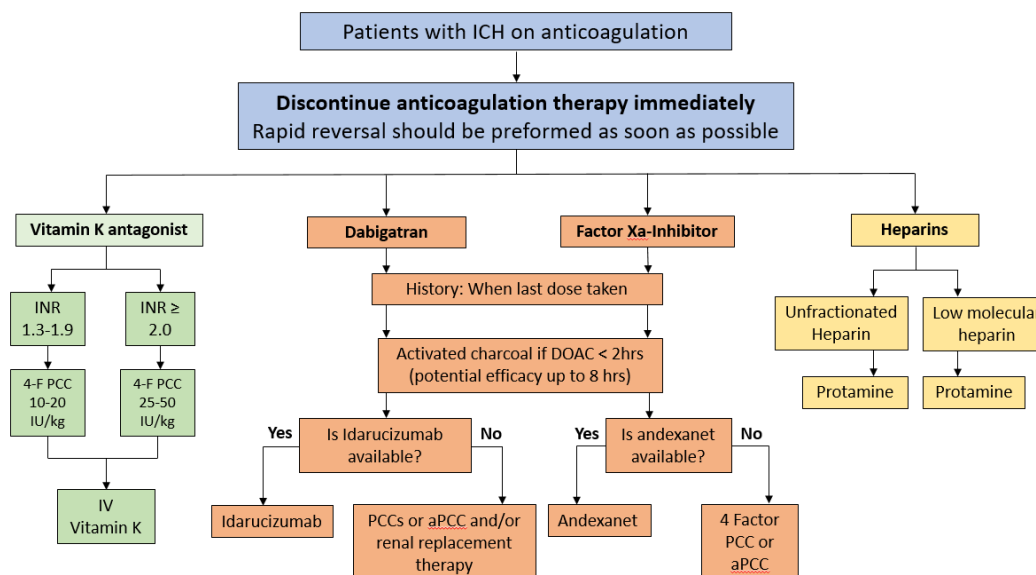 Patients with ICH on anticoagulation
Discontinue anticoagulation therapy immediately
Rapid reversal should be preformed as soon as possible
Vitamin K antagonist
Dabigatran
Factor Xa-Inhibitor
Heparins
INR
1.3-1.9
INR ≥
2.0
History: When last dose taken
Unfractionated
Heparin
Low molecular
heparin
4-F PCC
10-20
IU/kg
4-F PCC
25-50
IU/kg
Activated charcoal if DOAC < 2hrs
(potential efficacy up to 8 hrs)
Protamine
Protamine
Yes
Is Idarucizumab
available?
No
Yes
Is andexanet
available?
No
IV
Vitamin K
Idarucizumab
PCCs or aPCC and/or
renal replacement
therapy
Andexanet
4 Factor
PCC or
aPCC